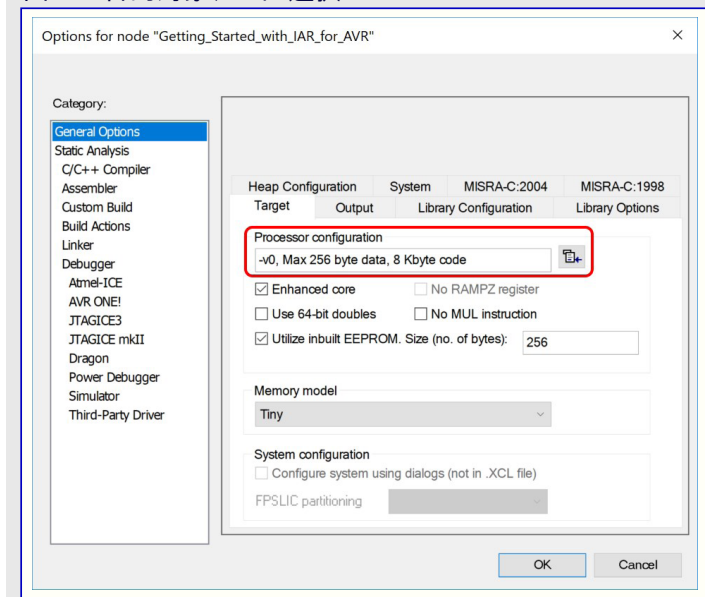 Options for node "Getting_Started_with_IAR_for_AVR"
Category:
General Options
Static Analysis
C/C++ Compiler
Assembler
Custom Build
Build Actions
Linker
Debugger
Atmel-ICE
AVR ONE!
JTAGICE3
JTAGICE mkII
Dragon
Power Debugger
Simulator
Third-Party Driver
Heap Configuration System MISRA-C:2004 MISRA-C:1998
Target Output Library Configuration Library Options
Processor configuration
-v0, Max 256 byte data, 8 Kbyte code
Enhanced core No RAMPZ register
Use 64-bit doubles No MUL instruction
Utilize inbuilt EEPROM. Size (no. of bytes): 256
Memory model
Tiny
System configuration
Configure system using dialogs (not in .XCL file)
FPSLIC partitioning
OK Cancel